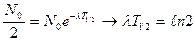 N₀/2 = N₀e^(-λT₁/₂) → λT₁/₂ = ℓn2